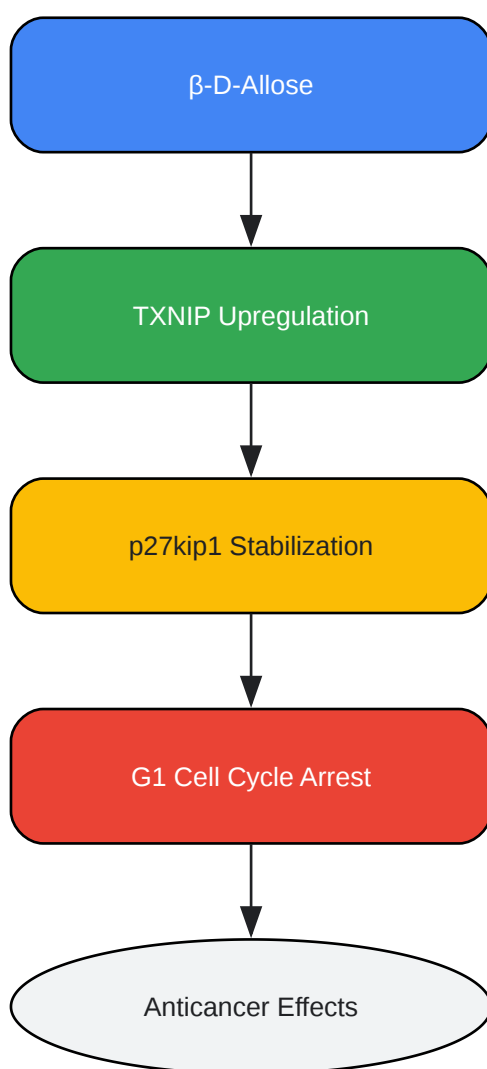 β-D-Allose
TXNIP Upregulation
p27kip1 Stabilization
G1 Cell Cycle Arrest
Anticancer Effects